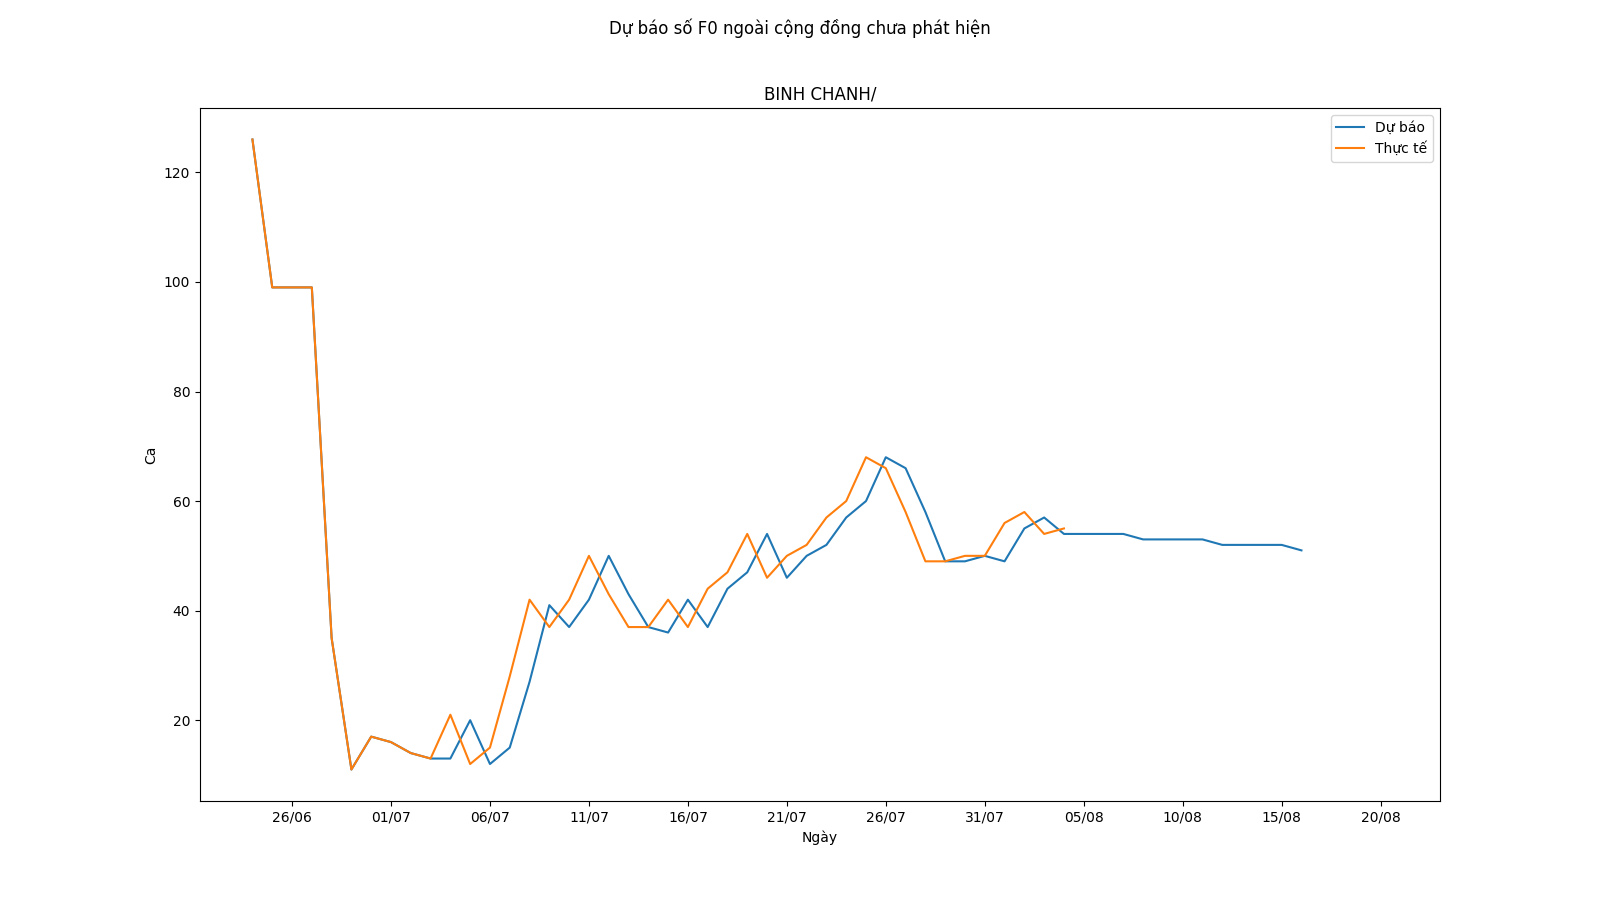 Dự báo số F0 ngoài cộng đồng chưa phát hiện
BINH CHANH/
Dự báo
Thực tế
120
100
80
60
40
20
Ca
26/06 01/07 06/07 11/07 16/07 21/07 26/07 31/07 05/08 10/08 15/08 20/08
Ngày